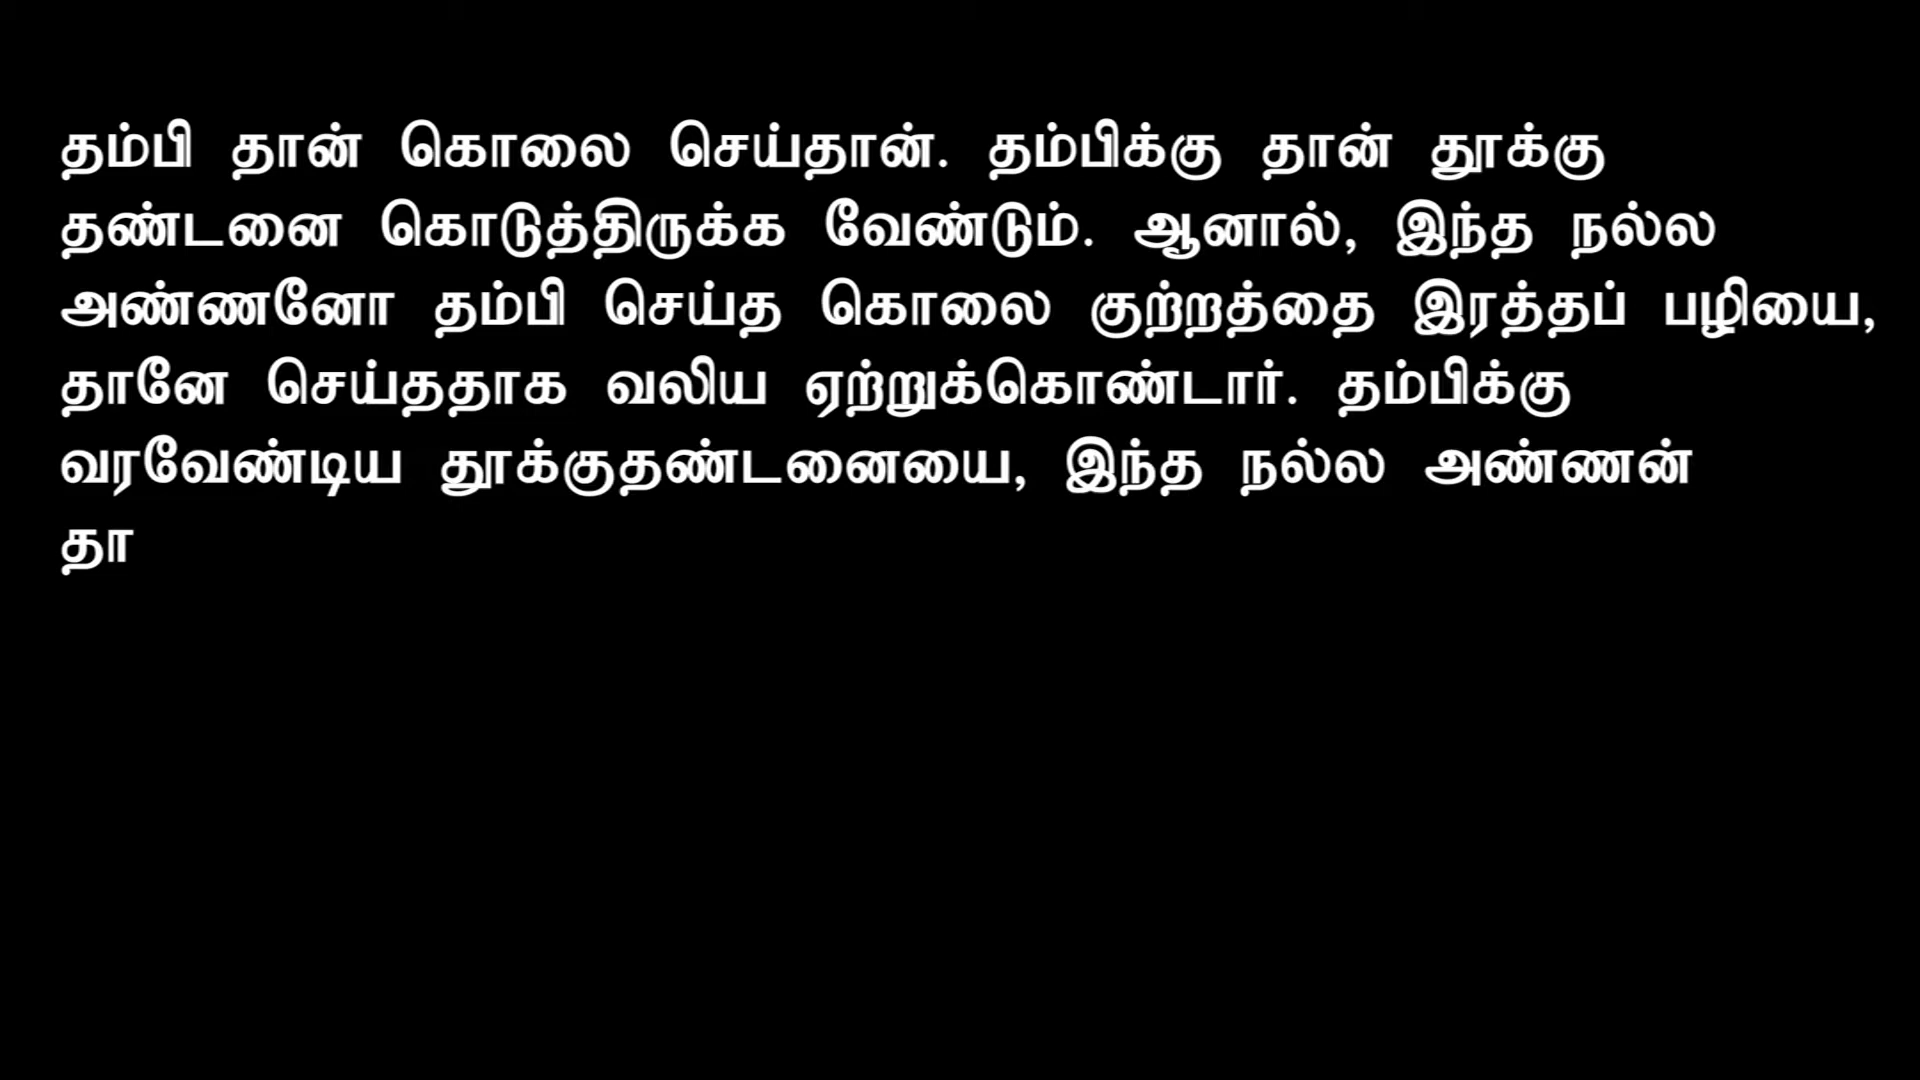 தம்பி தான் கொலை செய்தான். தம்பிக்கு தான் தூக்கு
தண்டனை கொடுத்திருக்க வேண்டும். ஆனால், இந்த நல்ல
அண்ணனோ தம்பி செய்த கொலை குற்றத்தை இரத்தப் பழியை,
தானே செய்ததாக வலிய ஏற்றுக்கொண்டார். தம்பிக்கு
வரவேண்டிய தூக்குதண்டனையை, இந்த நல்ல அண்ணன்
தா